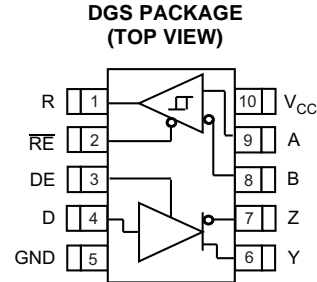 DGS PACKAGE
(TOP VIEW)
R 1 10 VCC
RE 2 9 A
DE 3 8 B
D 4 7 Z
GND 5 6 Y